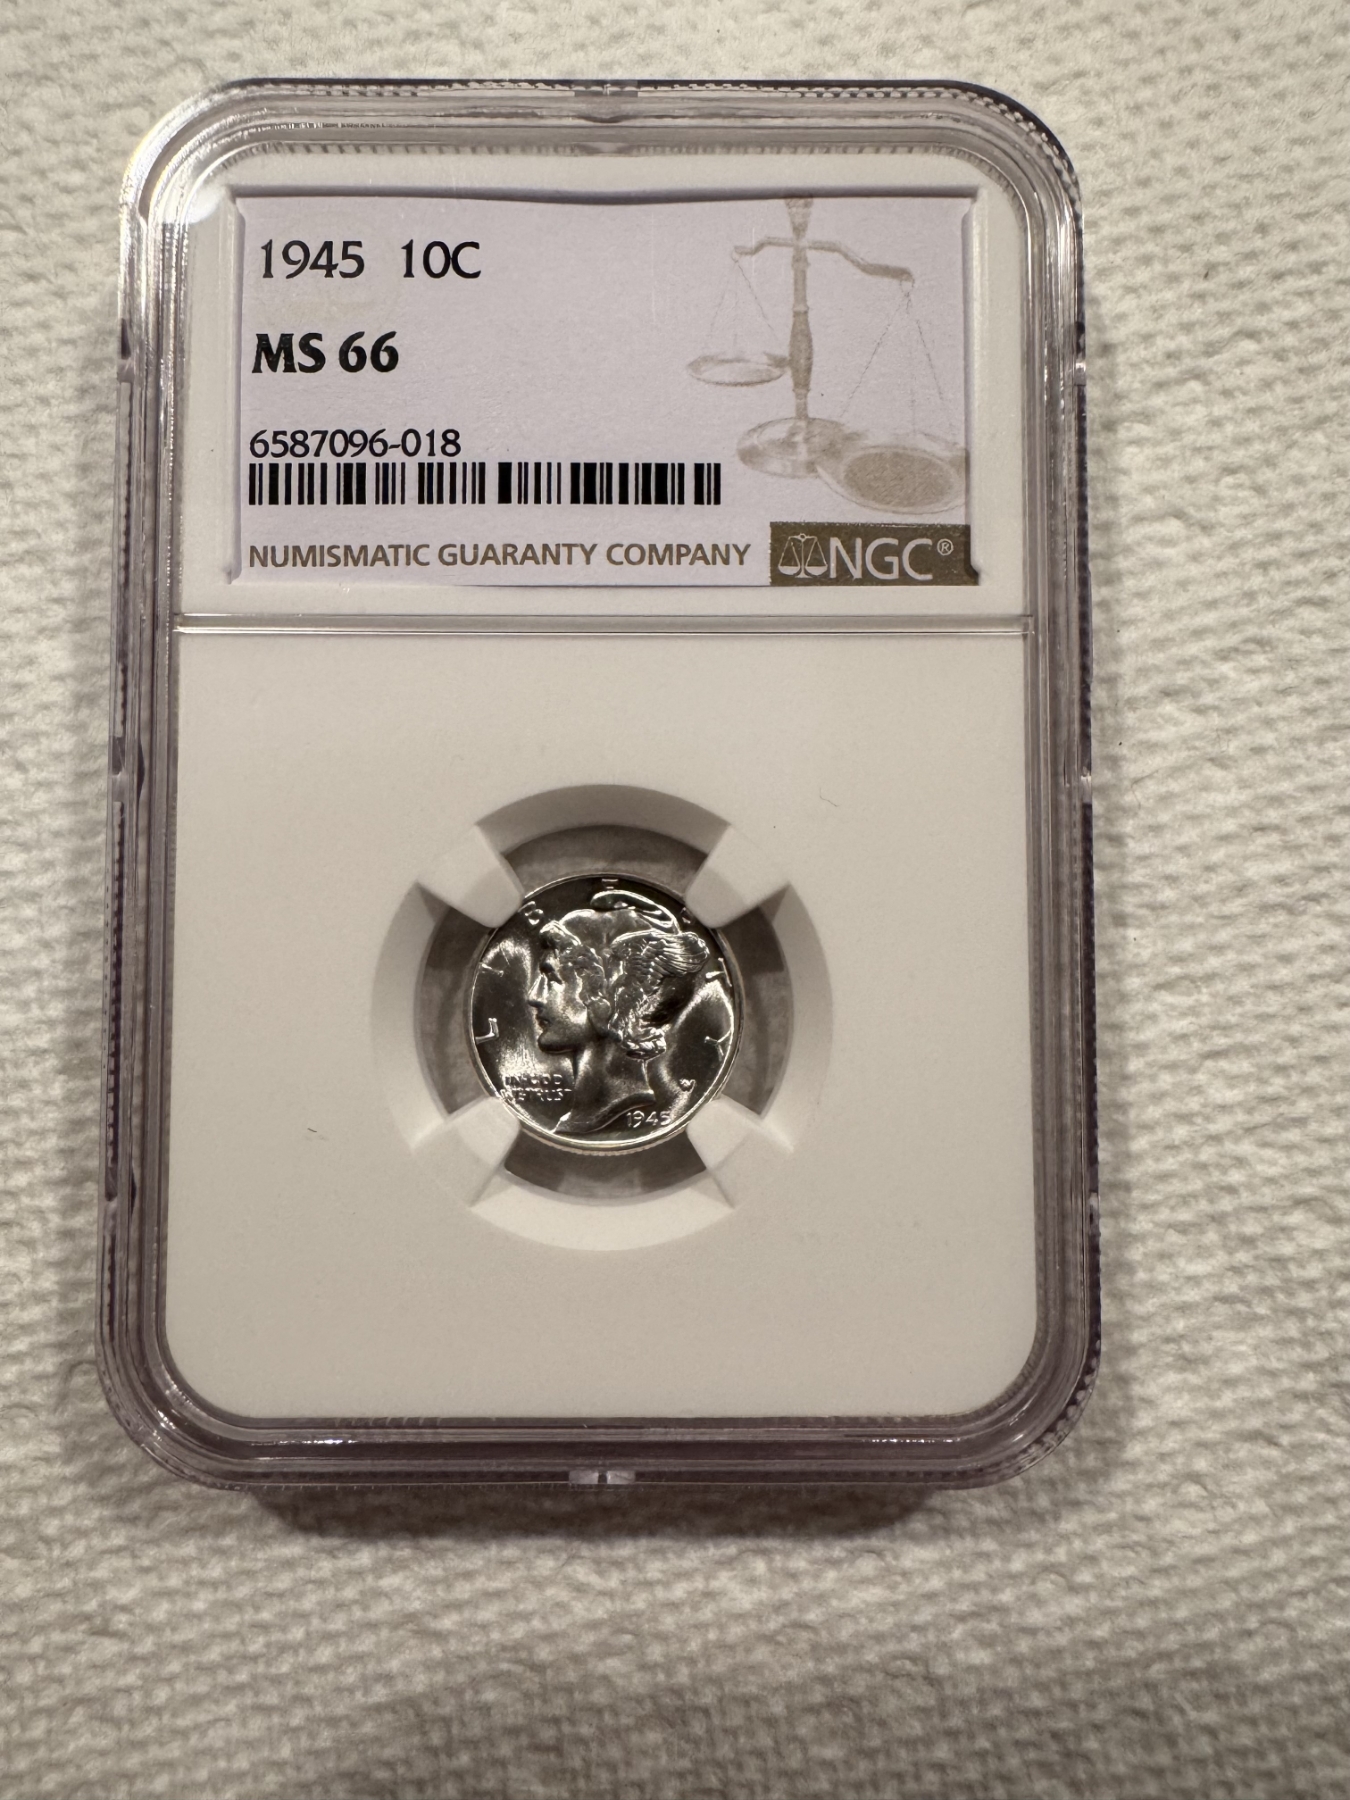 1945 10C
MS 66
6587096-018
NUMISMATIC GUARANTY COMPANY NGC®
LIBERTY
IN GOD
WE TRUST
1945